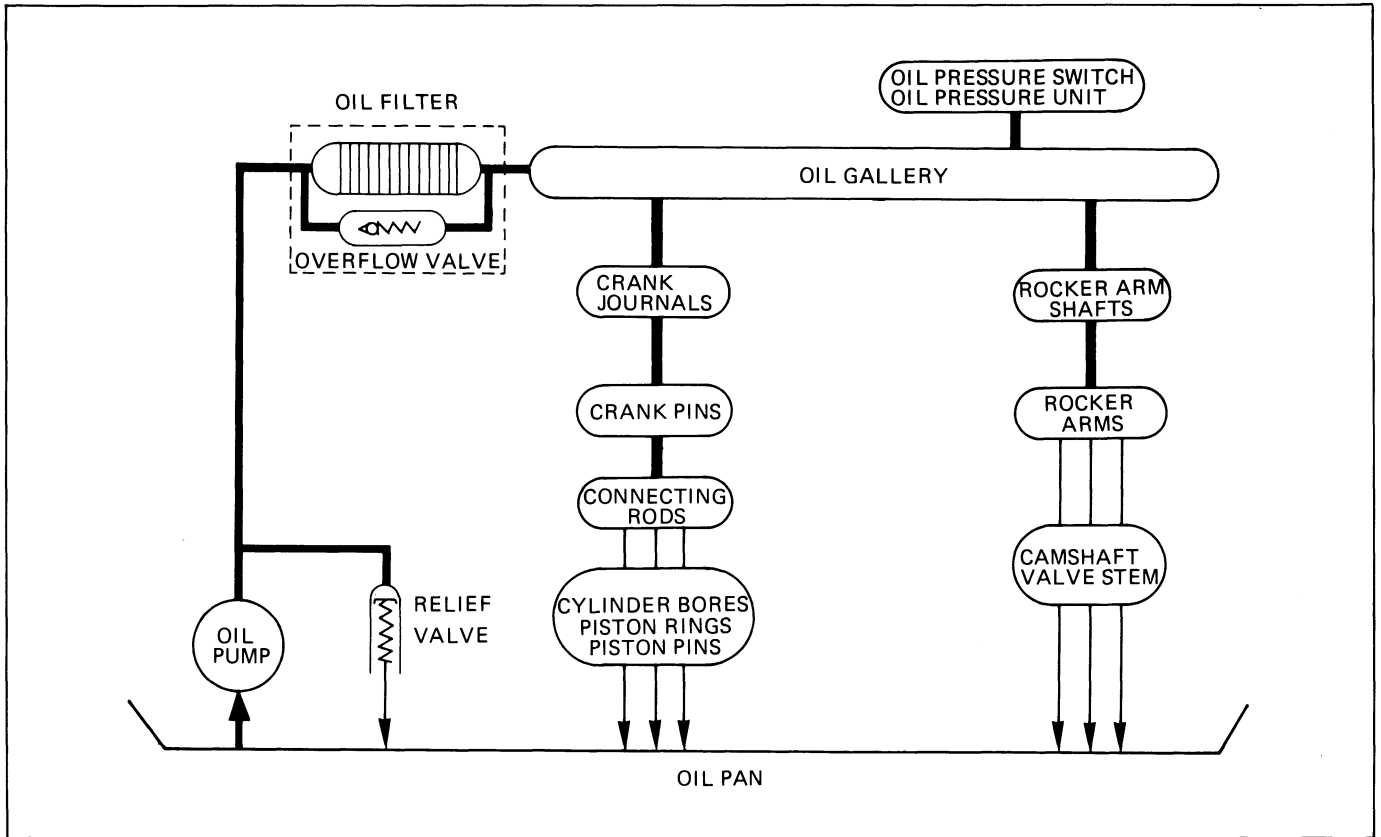 OIL PRESSURE SWITCH
OIL PRESSURE UNIT
OIL FILTER
OIL GALLERY
OVERFLOW VALVE
CRANK
JOURNALS
ROCKER ARM
SHAFTS
CRANK PINS
ROCKER
ARMS
CONNECTING
RODS
CAMSHAFT
VALVE STEM
RELIEF
VALVE
CYLINDER BORES
PISTON RINGS
PISTON PINS
OIL
PUMP
OIL PAN